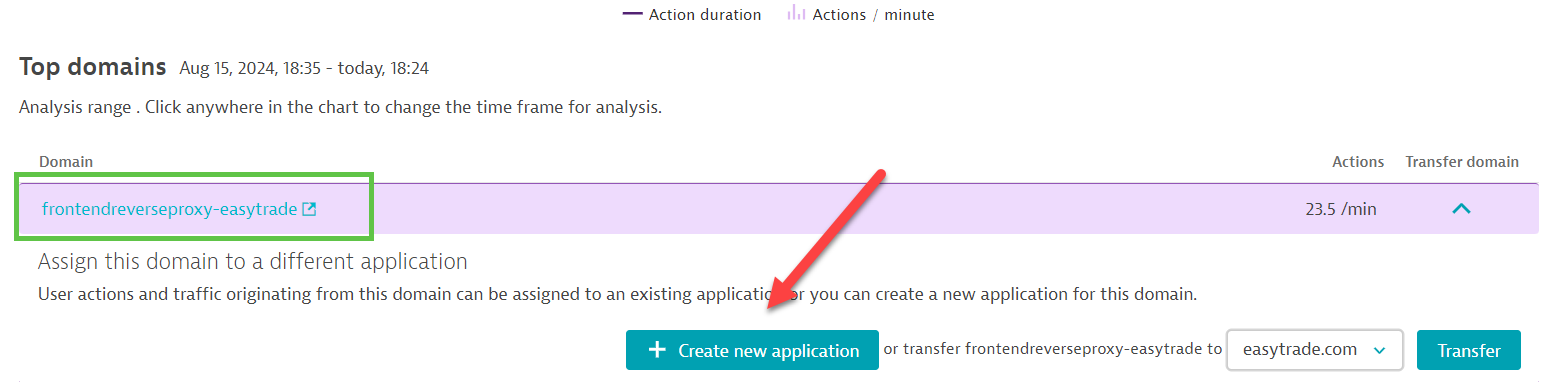 Action duration Actions / minute
Top domains Aug 15, 2024, 18:35 - today, 18:24
Analysis range . Click anywhere in the chart to change the time frame for analysis.
Domain Actions Transfer domain
frontendreverseproxy-easytrade 23.5 /min
Assign this domain to a different application
User actions and traffic originating from this domain can be assigned to an existing application or you can create a new application for this domain.
+ Create new application or transfer frontendreverseproxy-easytrade to easytrade.com Transfer